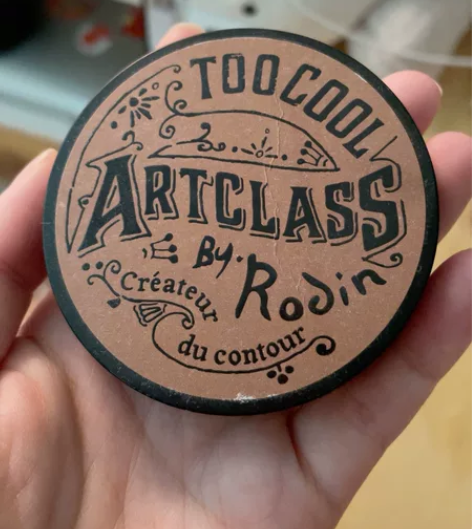 TOO COOL
ARTCLASS
BY. Rodin
Créateur
du contour